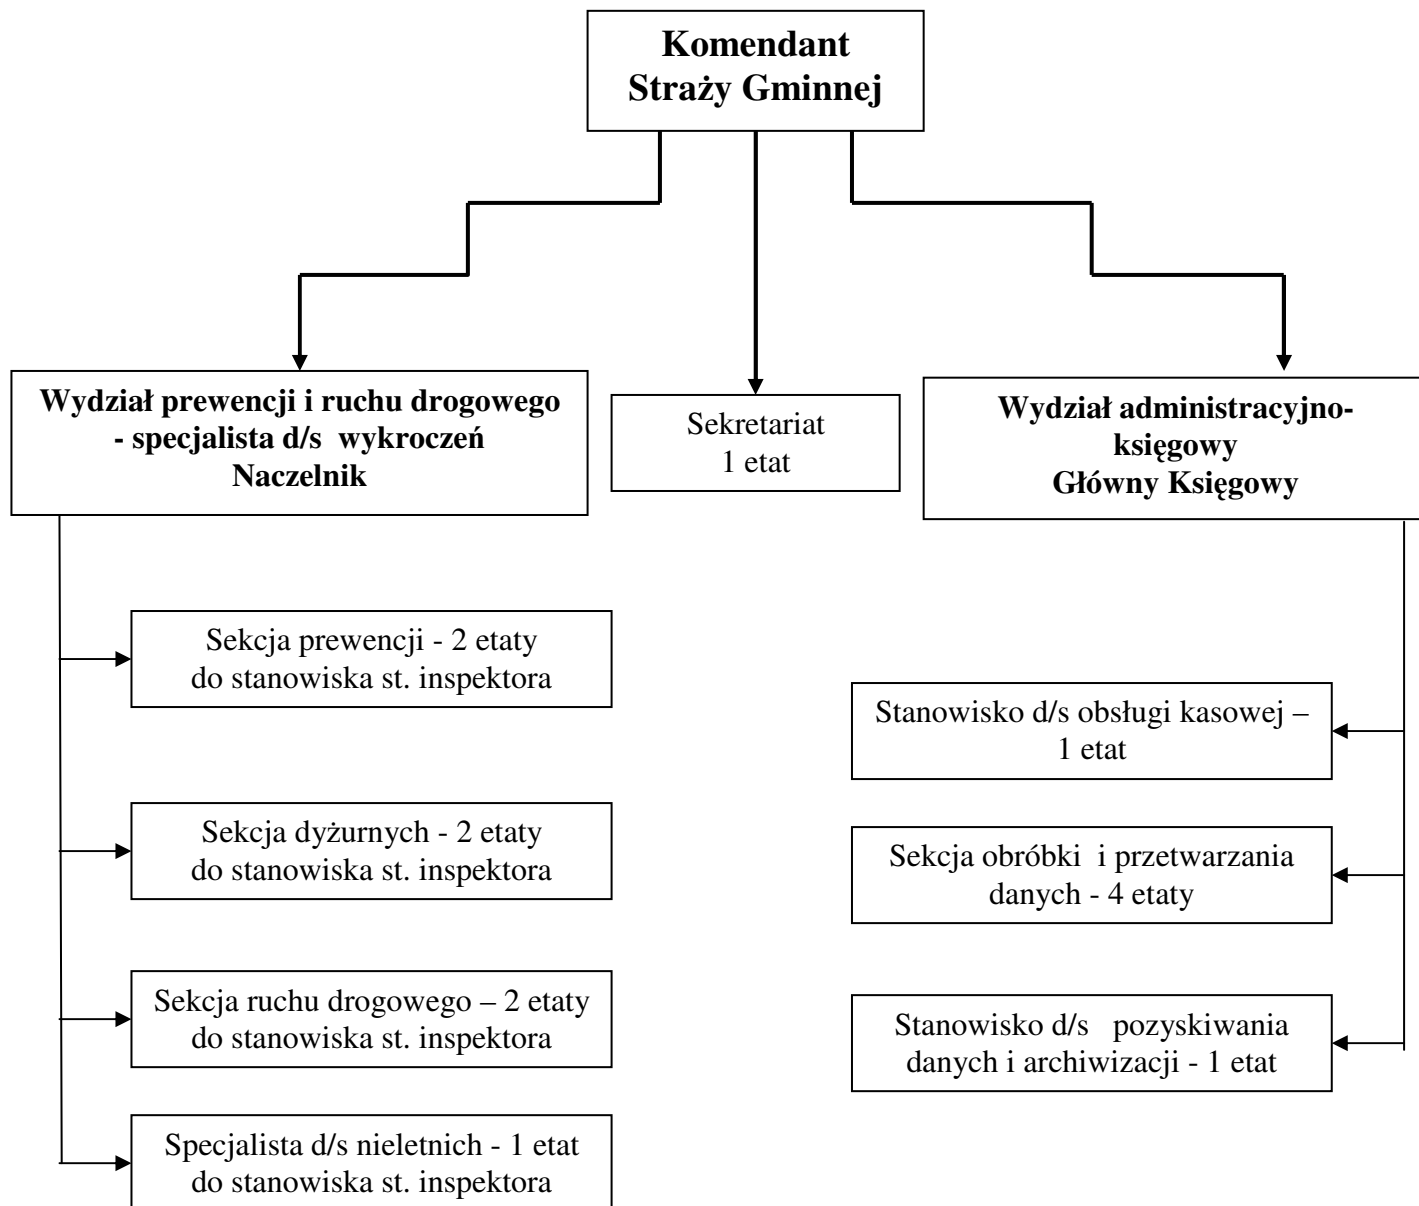 Komendant
Straży Gminnej
Wydział prewencji i ruchu drogowego
- specjalista d/s wykroczeń
Naczelnik
Sekretariat
1 etat
Wydział administracyjno-
księgowy
Główny Księgowy
Sekcja prewencji - 2 etaty
do stanowiska st. inspektora
Sekcja dyżurnych - 2 etaty
do stanowiska st. inspektora
Sekcja ruchu drogowego – 2 etaty
do stanowiska st. inspektora
Specjalista d/s nieletnich - 1 etat
do stanowiska st. inspektora
Stanowisko d/s obsługi kasowej –
1 etat
Sekcja obróbki i przetwarzania
danych - 4 etaty
Stanowisko d/s pozyskiwania
danych i archiwizacji - 1 etat